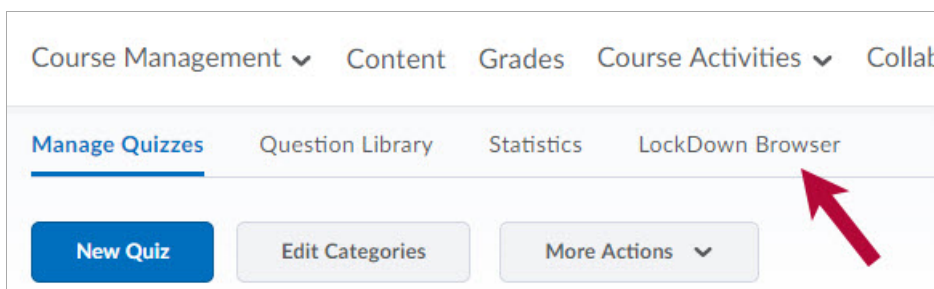 Course Management Content Grades Course Activities Collab
Manage Quizzes Question Library Statistics LockDown Browser
New Quiz Edit Categories More Actions